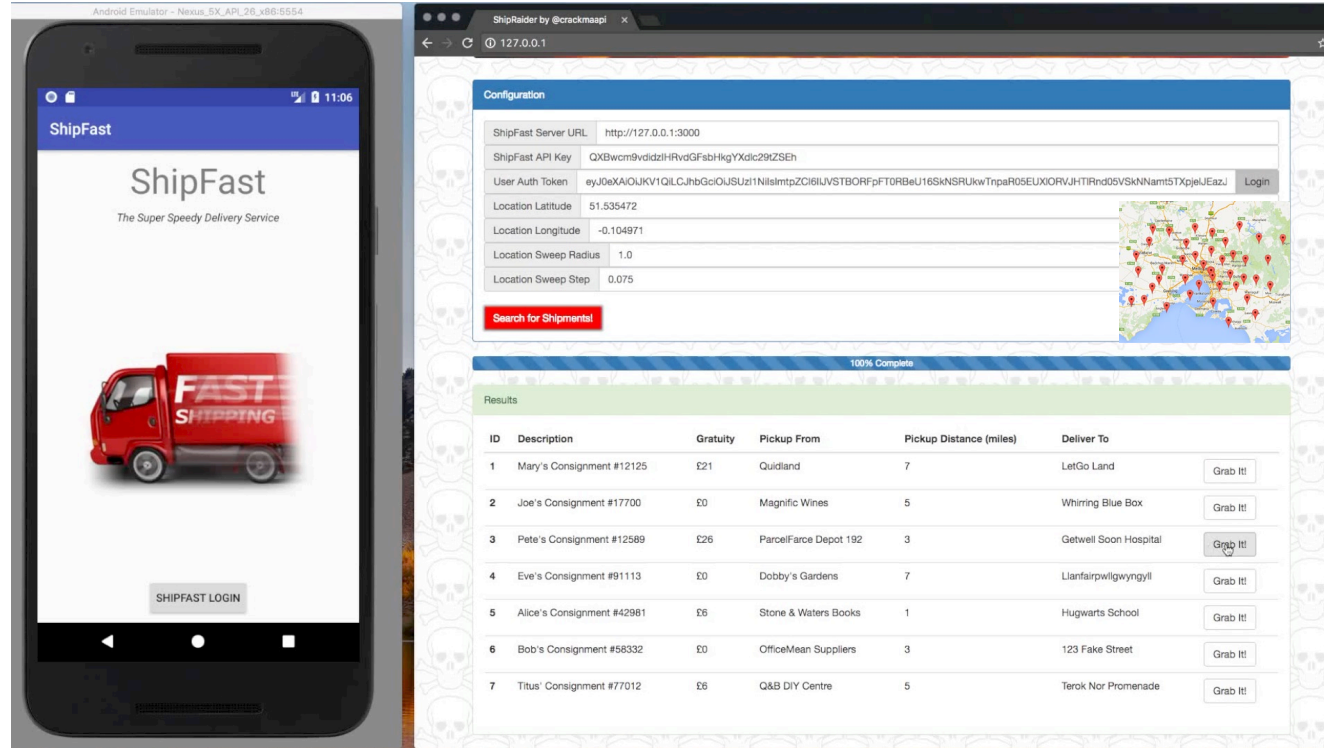 Android Emulator - Nexus_5X_API_26_x86:5554
11:06
ShipFast
ShipFast
The Super Speedy Delivery Service
FAST
SHIPPING
SHIPFAST LOGIN
ShipRaider by @crackmaapi
127.0.0.1
Configuration
ShipFast Server URL http://127.0.0.1:3000
ShipFast API Key
User Auth Token Login
Location Latitude 51.535472
Location Longitude -0.104971
Location Sweep Radius 1.0
Location Sweep Step 0.075
Search for Shipments!
100% Complete
Results
ID Description Gratuity Pickup From Pickup Distance (miles) Deliver To
1 Mary's Consignment #12125 £21 Quidland 7 LetGo Land Grab It!
2 Joe's Consignment #17700 £0 Magnific Wines 5 Whirring Blue Box Grab It!
3 Pete's Consignment #12589 £26 ParcelFarce Depot 192 3 Getwell Soon Hospital Grab It!
4 Eve's Consignment #91113 £0 Dobby's Gardens 7 Llanfairpwllgwyngyll Grab It!
5 Alice's Consignment #42981 £6 Stone & Waters Books 1 Hugwarts School Grab It!
6 Bob's Consignment #58332 £0 OfficeMean Suppliers 3 123 Fake Street Grab It!
7 Titus' Consignment #77012 £6 Q&B DIY Centre 5 Terok Nor Promenade Grab It!